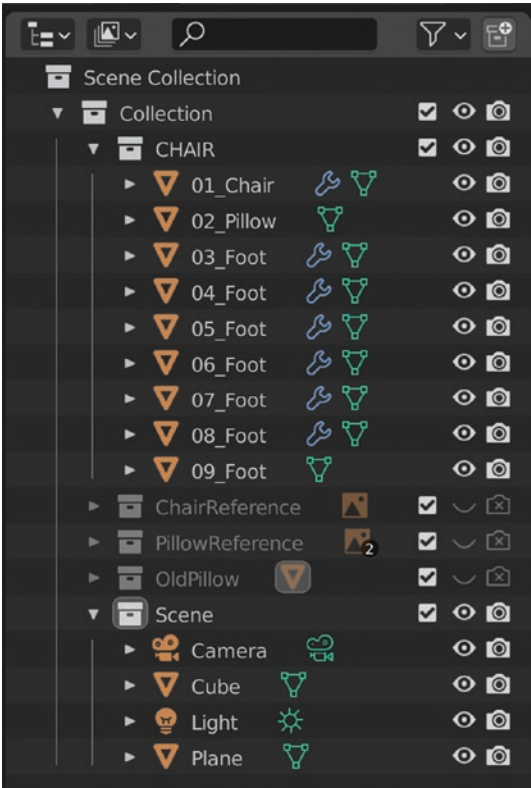 Scene Collection
Collection
CHAIR
01_Chair
02_Pillow
03_Foot
04_Foot
05_Foot
06_Foot
07_Foot
08_Foot
09_Foot
ChairReference
PillowReference 2
OldPillow
Scene
Camera
Cube
Light
Plane